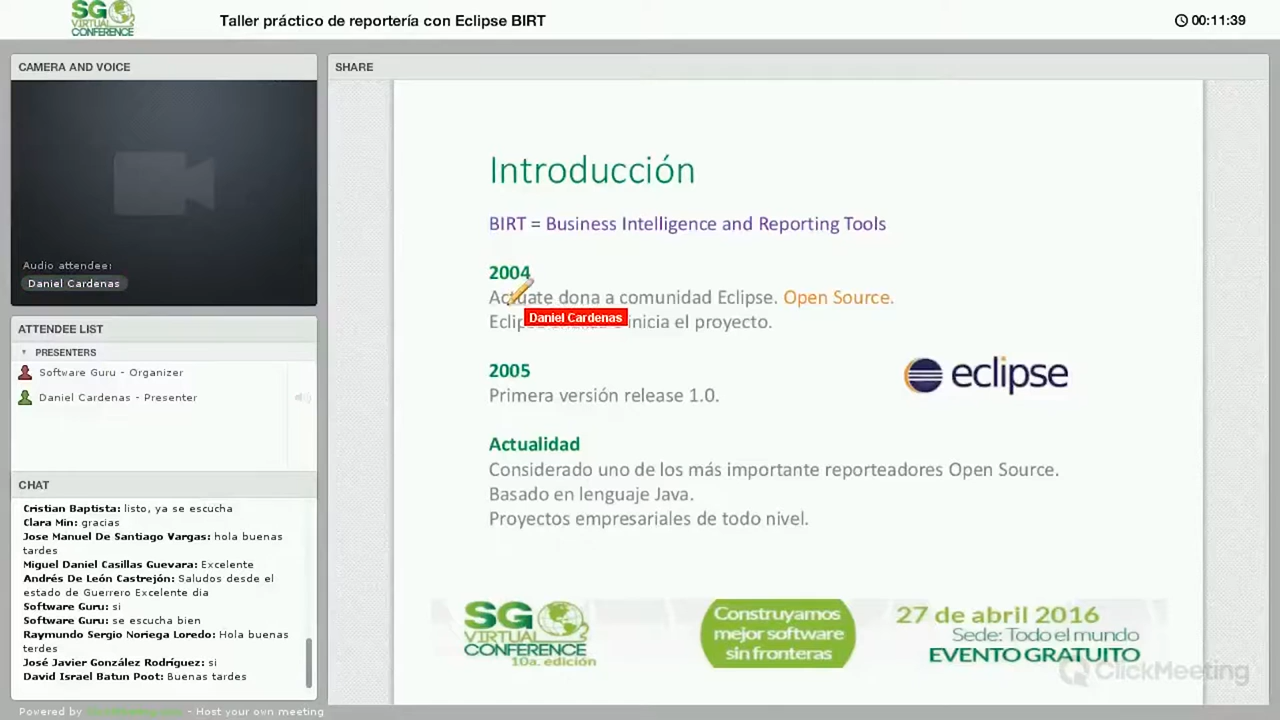 SG
VIRTUAL
CONFERENCE
Taller práctico de reportería con Eclipse BIRT
00:11:39
CAMERA AND VOICE
Audio attendee:
Daniel Cardenas
ATTENDEE LIST
PRESENTERS
Software Guru - Organizer
Daniel Cardenas - Presenter
CHAT
Cristian Baptista: listo, ya se escucha
Clara Min: gracias
Jose Manuel De Santiago Vargas: hola buenas
tardes
Miguel Daniel Casillas Guevara: Excelente
Andrés De León Castrejón: Saludos desde el
estado de Guerrero Excelente dia
Software Guru: si
Software Guru: se escucha bien
Raymundo Sergio Noriega Loredo: Hola buenas
terdes
José Javier González Rodríguez: si
David Israel Batun Poot: Buenas tardes
Powered by ClickMeeting.com - Host your own meeting
SHARE
Introducción
BIRT = Business Intelligence and Reporting Tools
2004
Actuate dona a comunidad Eclipse. Open Source.
Daniel Cardenas
inicia el proyecto.
2005
Primera versión release 1.0.
eclipse
Actualidad
Considerado uno de los más importante reporteadores Open Source.
Basado en lenguaje Java.
Proyectos empresariales de todo nivel.
SG
VIRTUAL
CONFERENCE
10a. edición
Construyamos
mejor software
sin fronteras
27 de abril 2016
Sede: Todo el mundo
EVENTO GRATUITO
ClickMeeting